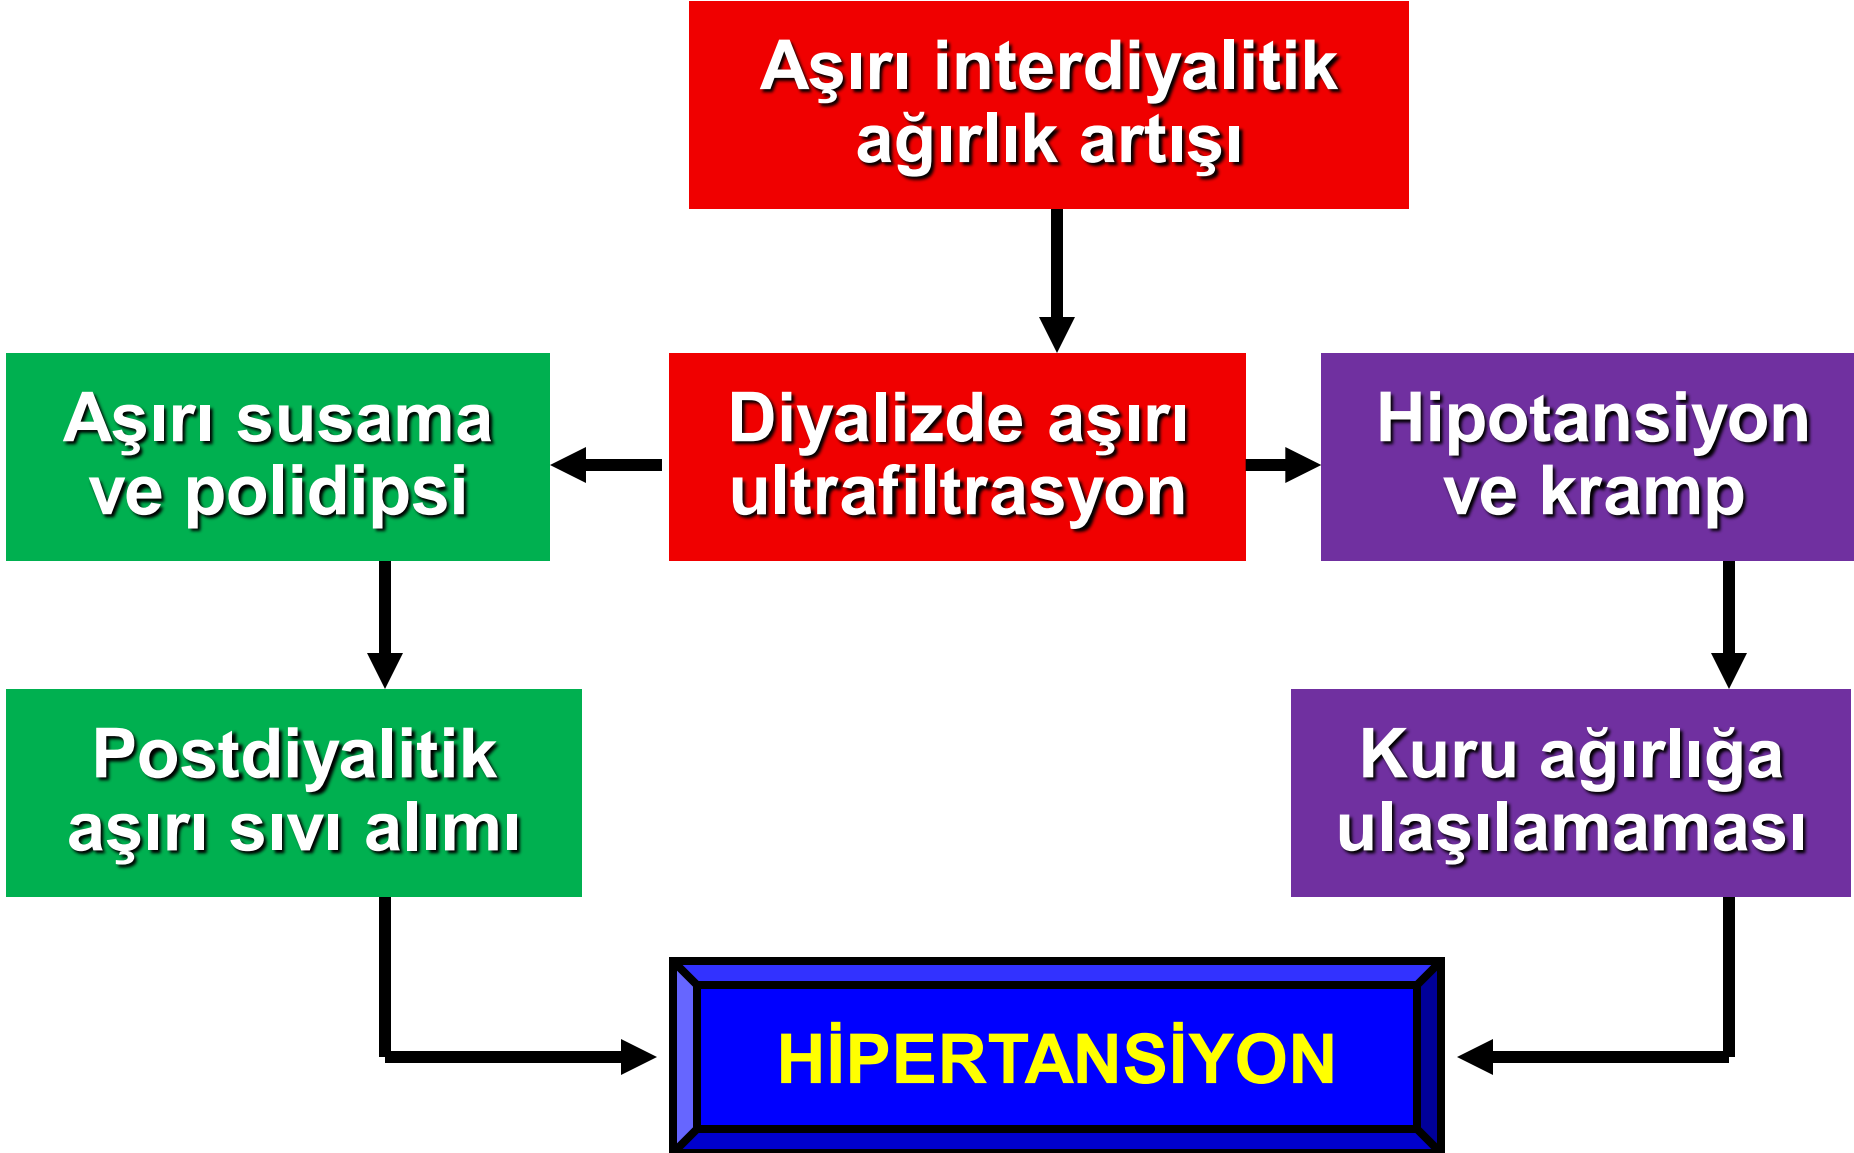 Aşırı interdiyalitik
ağırlık artışı
Aşırı susama
ve polidipsi
Diyalizde aşırı
ultrafiltrasyon
Hipotansiyon
ve kramp
Postdiyalitik
aşırı sıvı alımı
Kuru ağırlığa
ulaşılamaması
HİPERTANSİYON